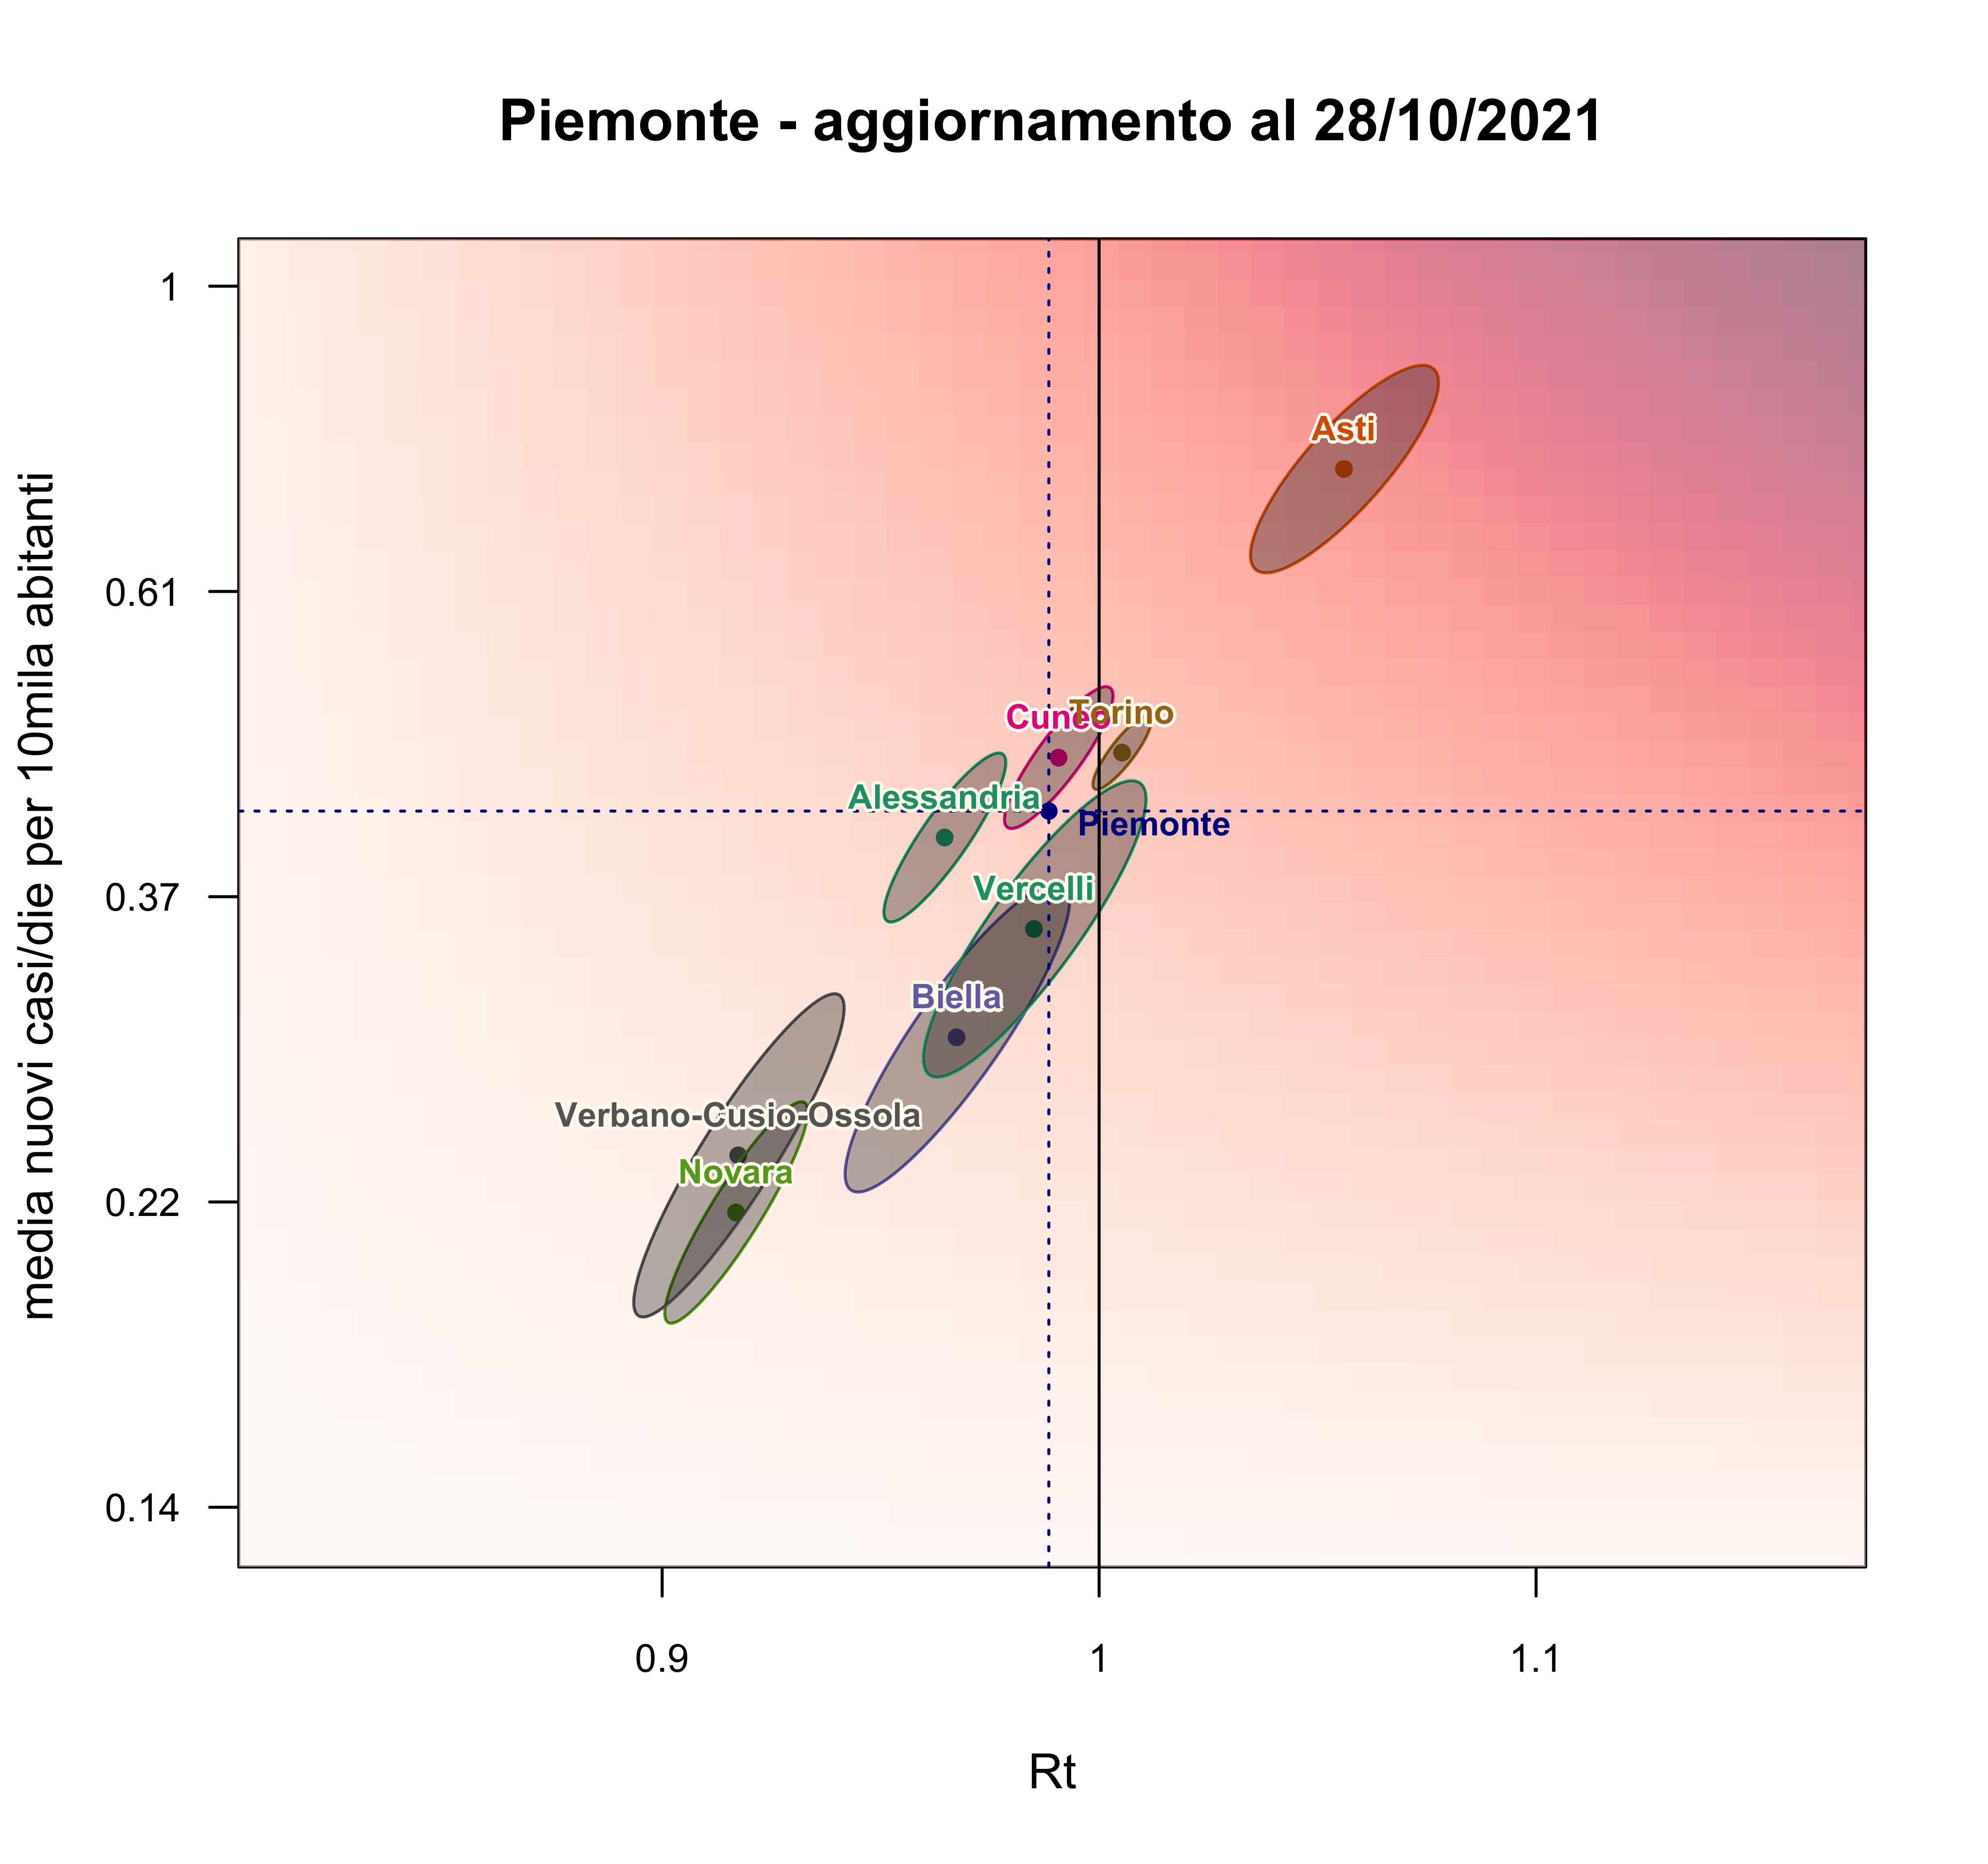 Piemonte - aggiornamento al 28/10/2021
media nuovi casi/die per 10mila abitanti
1
0.61
0.37
0.22
0.14
Asti
Cuneo
Torino
Alessandria
Piemonte
Vercelli
Biella
Verbano-Cusio-Ossola
Novara
0.9
1
1.1
Rt